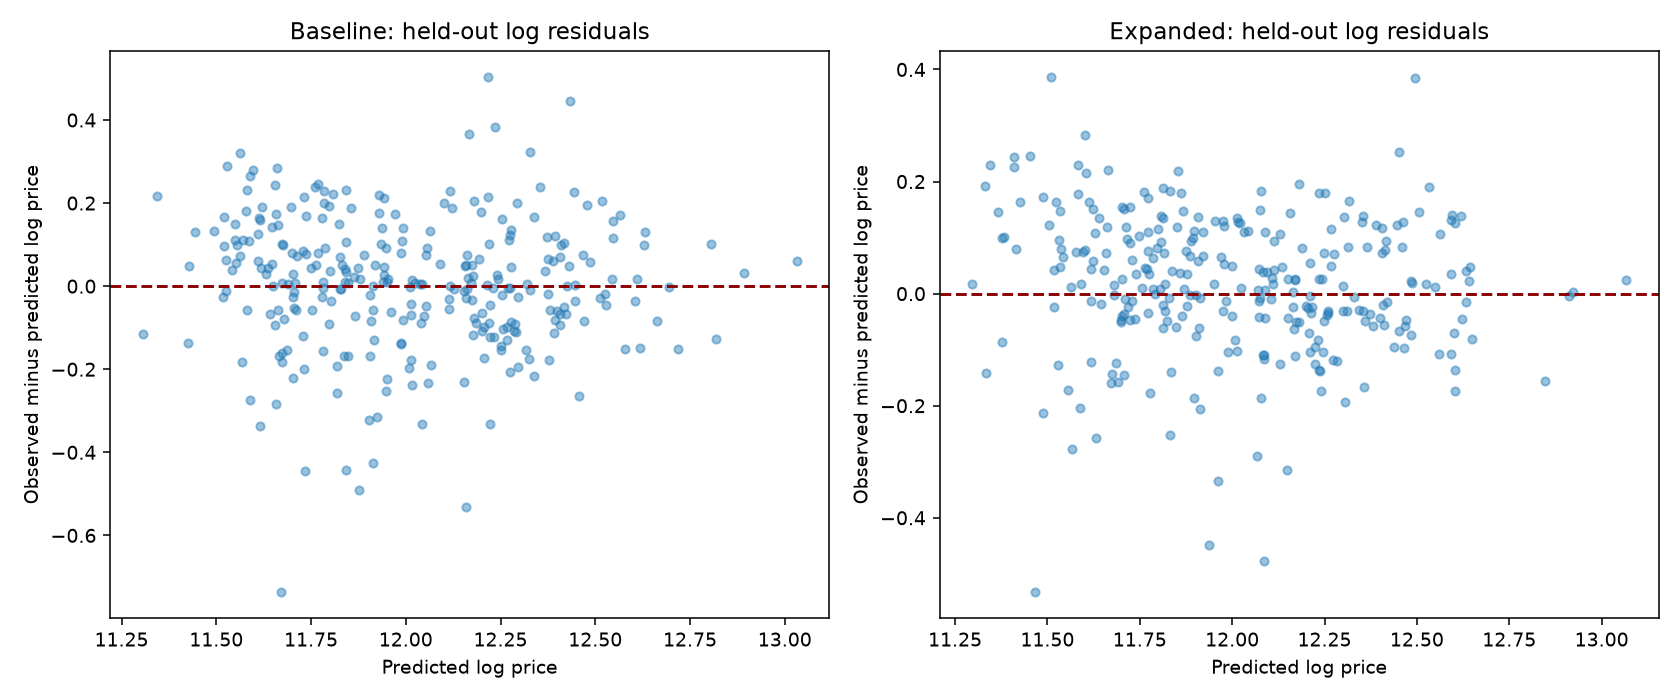 Baseline: held-out log residuals
Observed minus predicted log price
0.4
0.2
0.0
−0.2
−0.4
−0.6
11.25 11.50 11.75 12.00 12.25 12.50 12.75 13.00
Predicted log price
Expanded: held-out log residuals
Observed minus predicted log price
0.4
0.2
0.0
−0.2
−0.4
11.25 11.50 11.75 12.00 12.25 12.50 12.75 13.00
Predicted log price